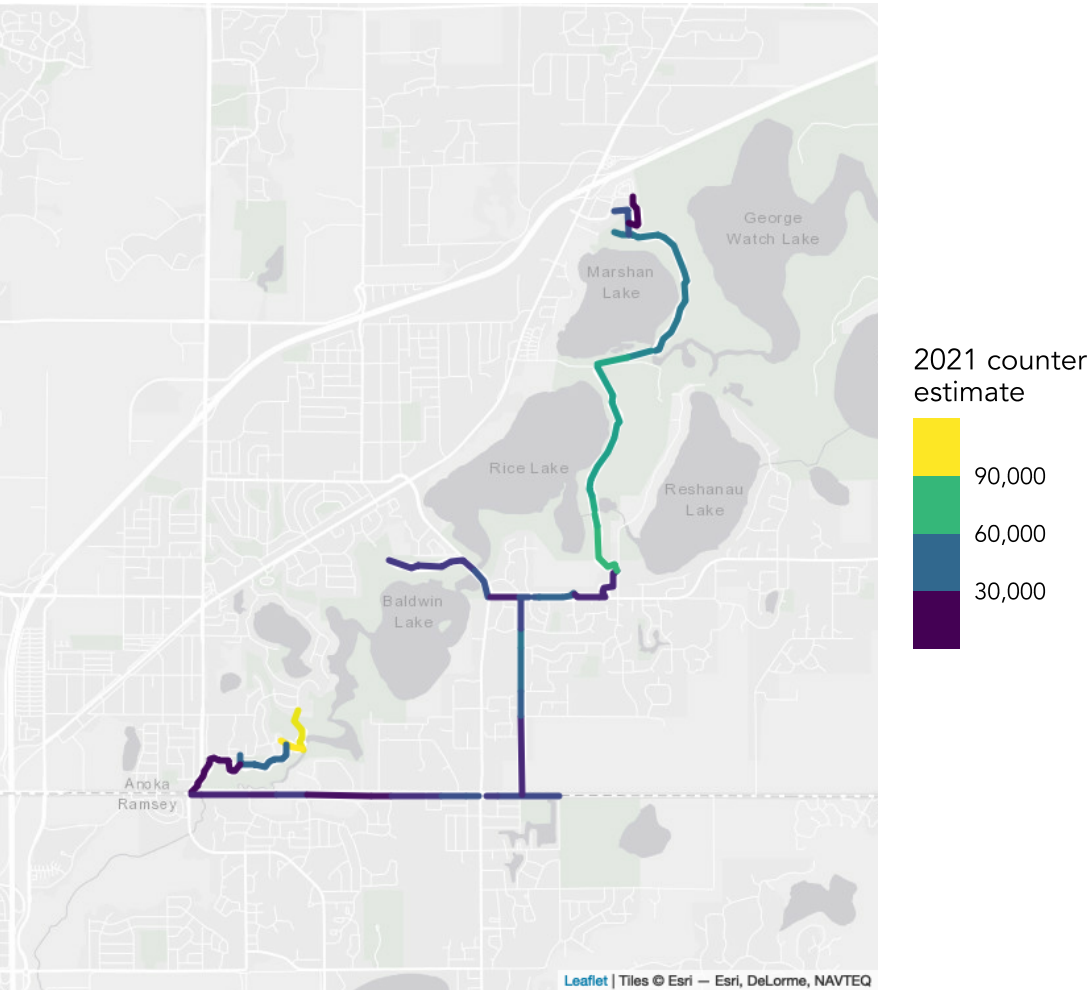 George
Watch Lake
Marshan
Lake
Rice Lake
Reshanau
Lake
Baldwin
Lake
Anoka
Ramsey
2021 counter
estimate
90,000
60,000
30,000
Leaflet | Tiles © Esri — Esri, DeLorme, NAVTEQ